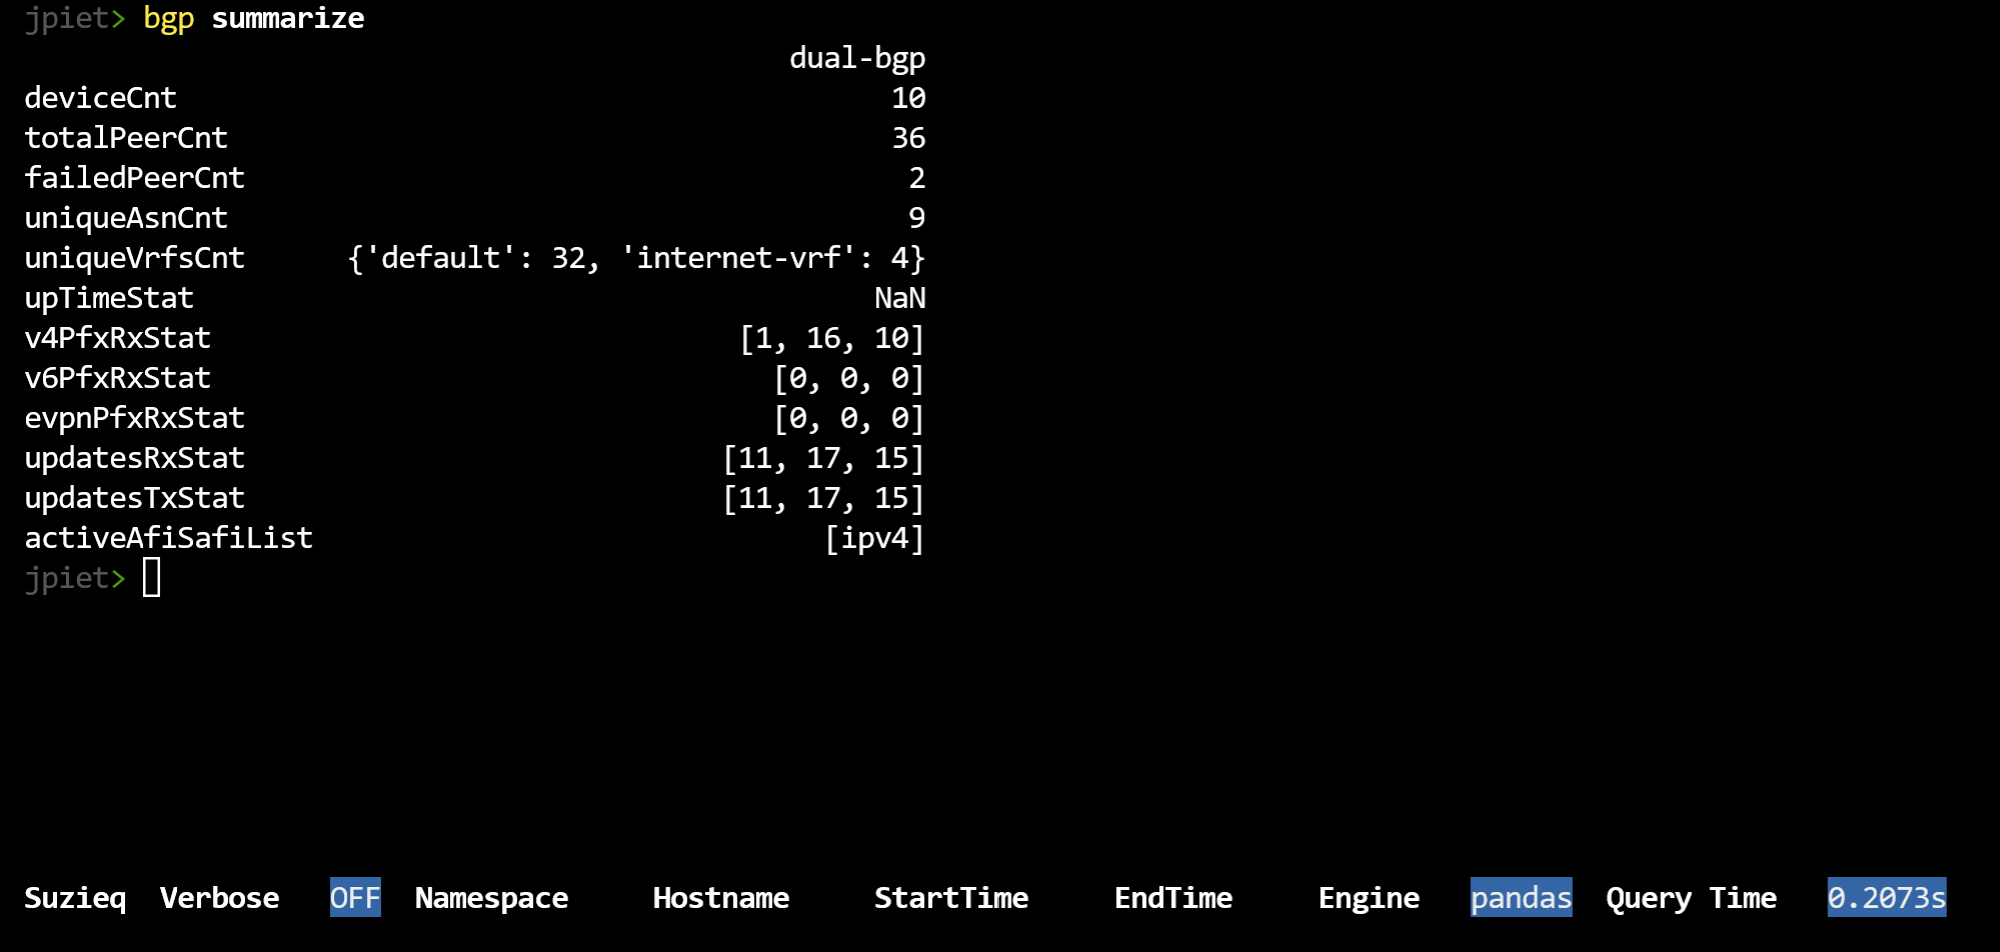 jpiet> bgp summarize
dual-bgp
deviceCnt 10
totalPeerCnt 36
failedPeerCnt 2
uniqueAsnCnt 9
uniqueVrfsCnt {'default': 32, 'internet-vrf': 4}
upTimeStat NaN
v4PfxRxStat [1, 16, 10]
v6PfxRxStat [0, 0, 0]
evpnPfxRxStat [0, 0, 0]
updatesRxStat [11, 17, 15]
updatesTxStat [11, 17, 15]
activeAfiSafiList [ipv4]
jpiet>
Suzieq Verbose OFF Namespace Hostname StartTime EndTime Engine pandas Query Time 0.2073s